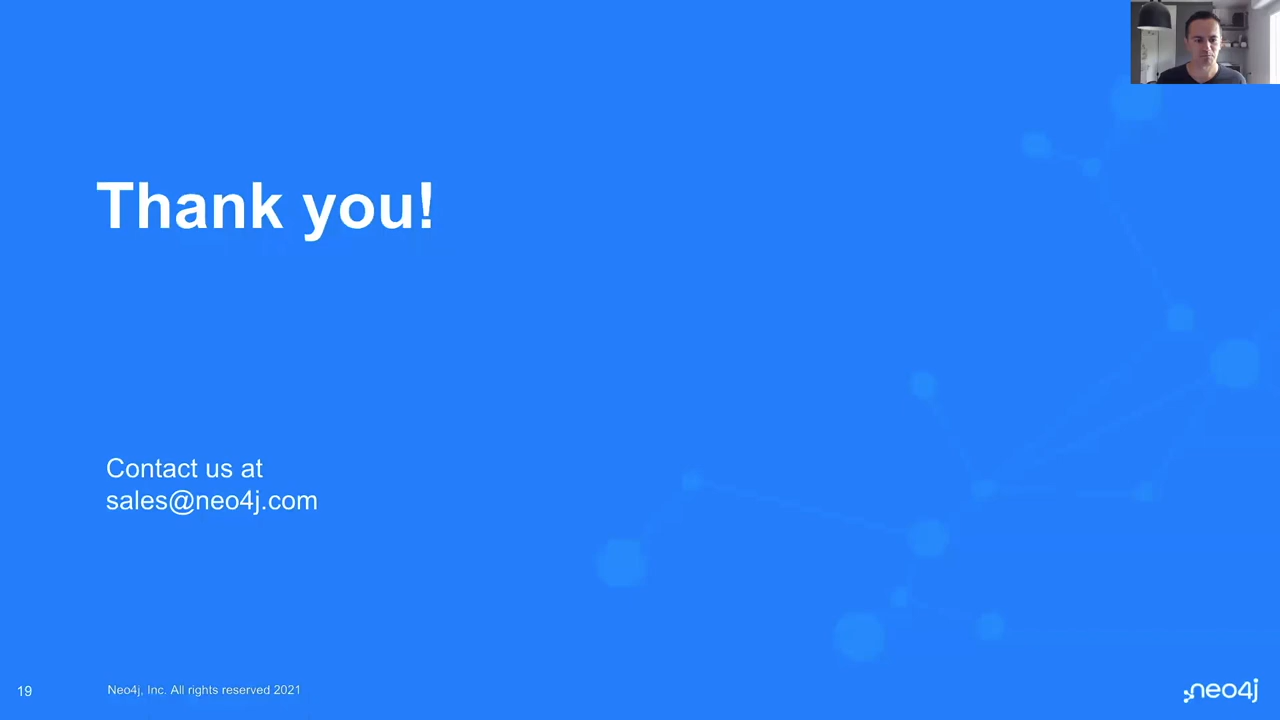 Thank you!
Contact us at
sales@neo4j.com
19
Neo4j, Inc. All rights reserved 2021
neo4j